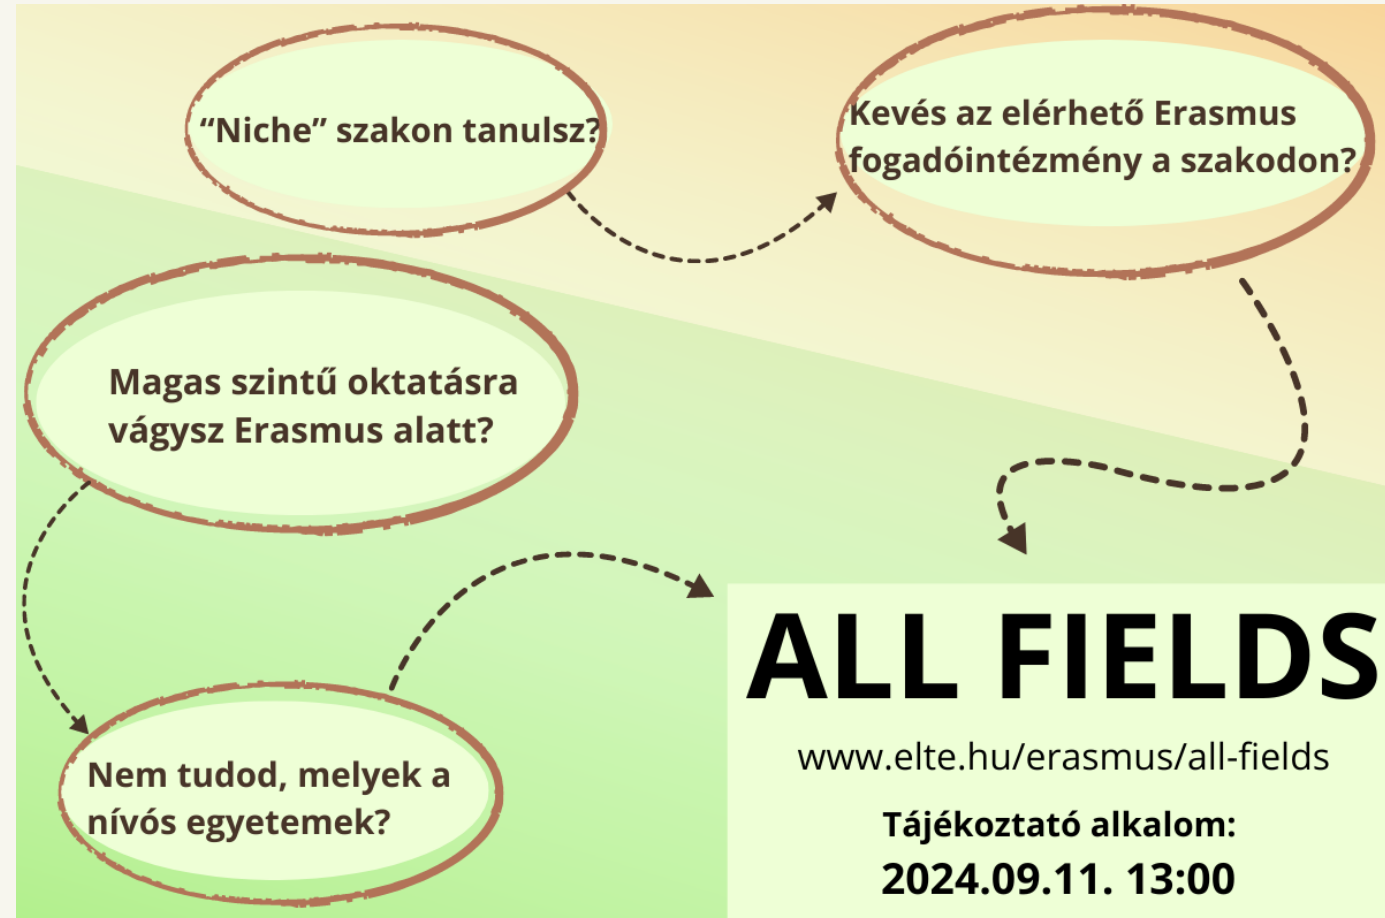 “Niche” szakon tanulsz?
Kevés az elérhető Erasmus
fogadóintézmény a szakodon?
Magas szintű oktatásra
vágysz Erasmus alatt?
Nem tudod, melyek a
nívós egyetemek?
ALL FIELDS
www.elte.hu/erasmus/all-fields
Tájékoztató alkalom:
2024.09.11. 13:00